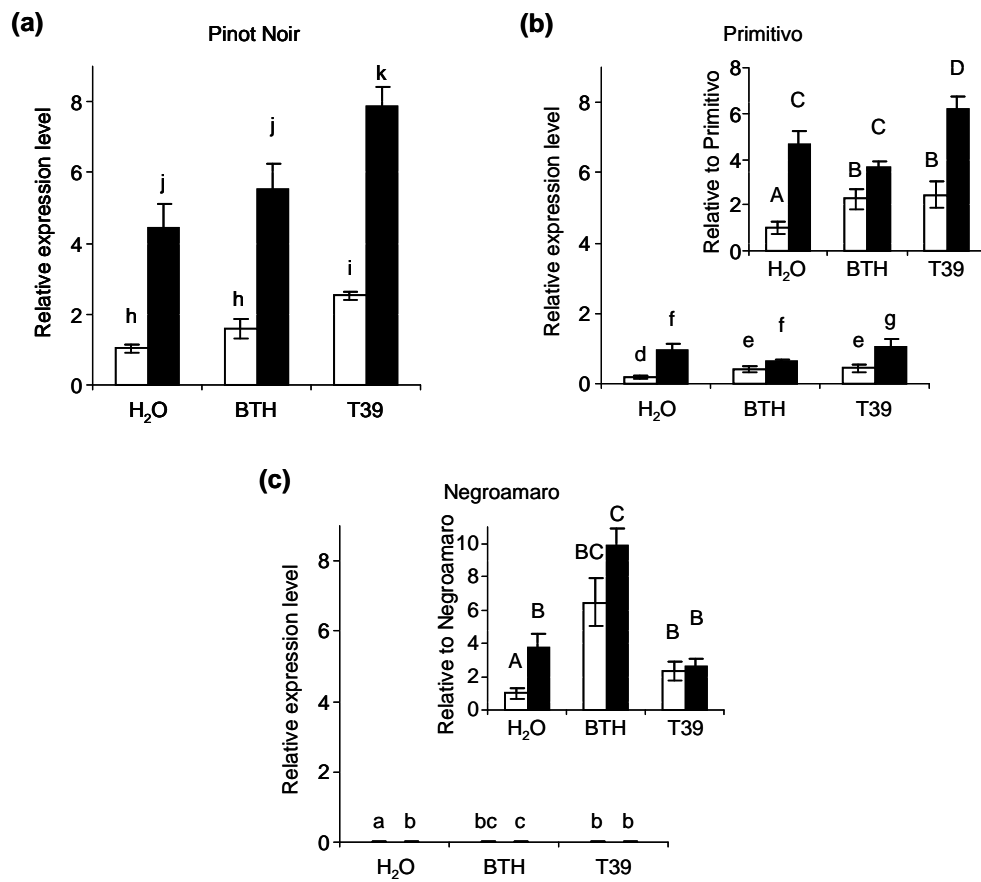 (a)
Pinot Noir
Relative expression level
8
6
4
2
0
h
j
h
j
i
k
H₂O BTH T39
(b)
Primitivo
Relative expression level
8
6
4
2
0
d
f
e
f
e
g
H₂O BTH T39
Relative to Primitivo
8
6
4
2
0
A
C
B
C
B
D
H₂O BTH T39
(c)
Negroamaro
Relative expression level
8
6
4
2
0
a b bc c b b
H₂O BTH T39
Relative to Negroamaro
10
8
6
4
2
0
A
B
BC
C
B
B
H₂O BTH T39